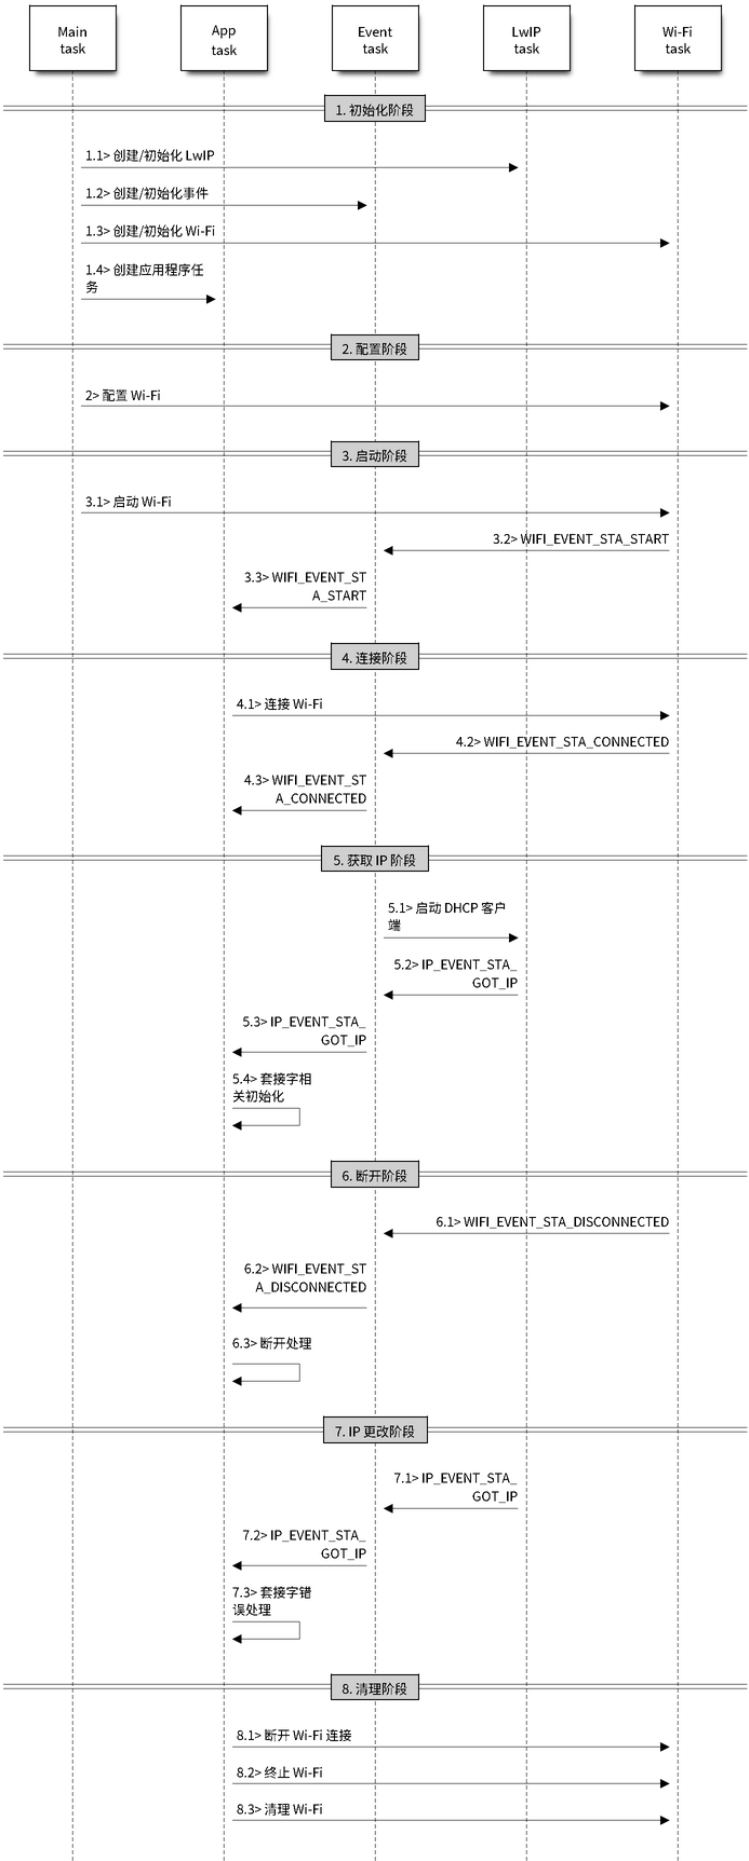 Main
task
App
task
Event
task
LwIP
task
Wi-Fi
task
1. 初始化阶段
1.1> 创建/初始化 LwIP
1.2> 创建/初始化事件
1.3> 创建/初始化 Wi-Fi
1.4> 创建应用程序任
务
2. 配置阶段
2> 配置 Wi-Fi
3. 启动阶段
3.1> 启动 Wi-Fi
3.2> WIFI_EVENT_STA_START
3.3> WIFI_EVENT_ST
A_START
4. 连接阶段
4.1> 连接 Wi-Fi
4.2> WIFI_EVENT_STA_CONNECTED
4.3> WIFI_EVENT_ST
A_CONNECTED
5. 获取 IP 阶段
5.1> 启动 DHCP 客户
端
5.2> IP_EVENT_STA_
GOT_IP
5.3> IP_EVENT_STA_
GOT_IP
5.4> 套接字相
关初始化
6. 断开阶段
6.1> WIFI_EVENT_STA_DISCONNECTED
6.2> WIFI_EVENT_ST
A_DISCONNECTED
6.3> 断开处理
7. IP 更改阶段
7.1> IP_EVENT_STA_
GOT_IP
7.2> IP_EVENT_STA_
GOT_IP
7.3> 套接字错
误处理
8. 清理阶段
8.1> 断开 Wi-Fi 连接
8.2> 终止 Wi-Fi
8.3> 清理 Wi-Fi